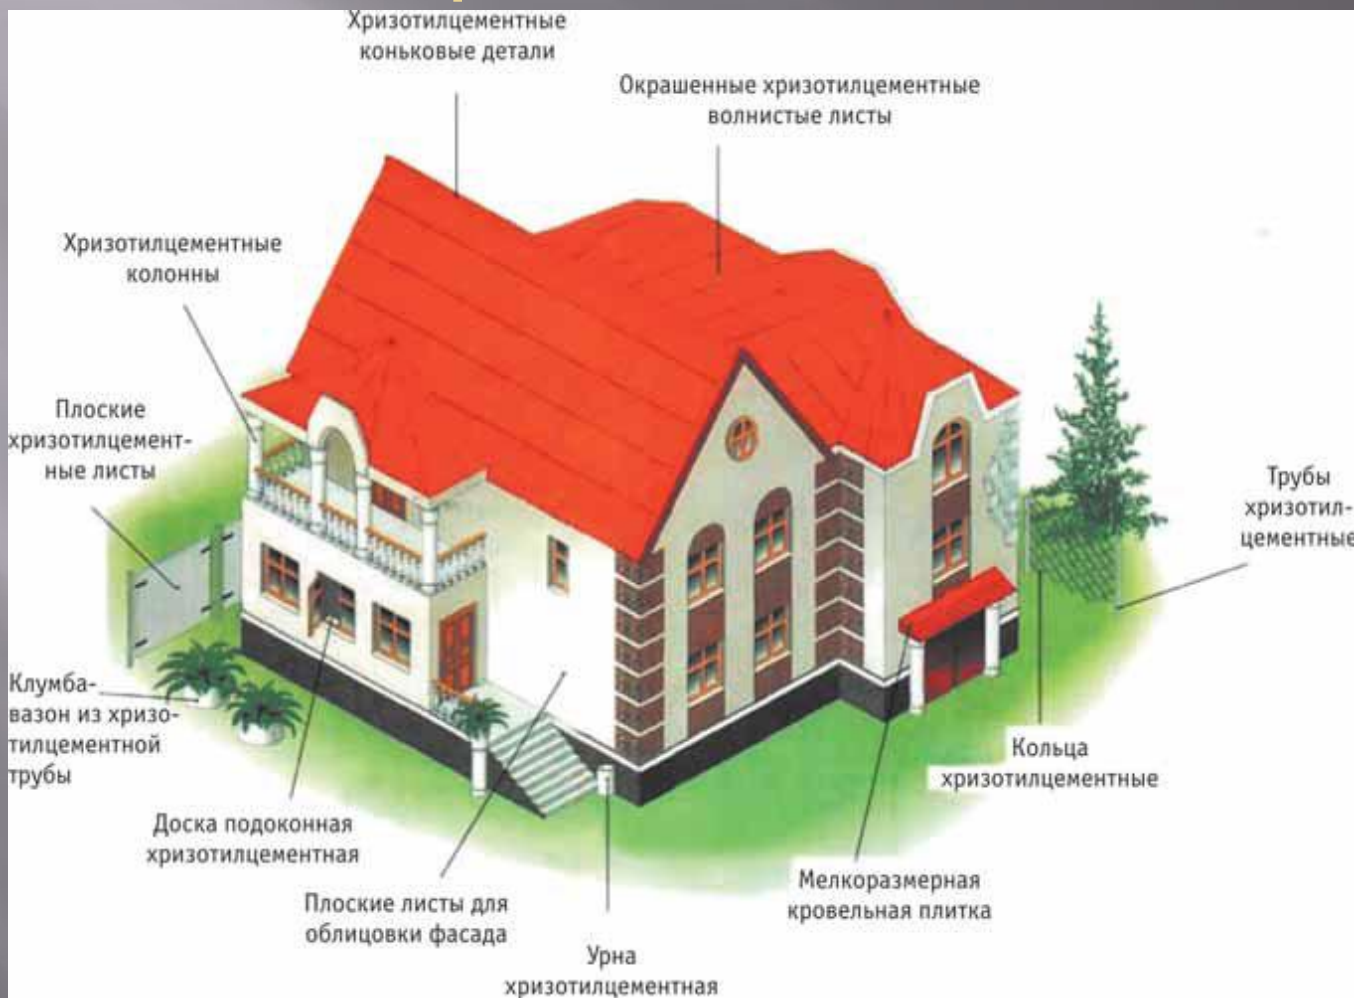 Хризотилцементные
коньковые детали
Окрашенные хризотилцементные
волнистые листы
Хризотилцементные
колонны
Плоские
хризотилцемент-
ные листы
Трубы
хризотил-
цементные
Клумба-
вазон из хризо-
тилцементной
трубы
Кольца
хризотилцементные
Доска подоконная
хризотилцементная
Мелкоразмерная
кровельная плитка
Плоские листы для
облицовки фасада
Урна
хризотилцементная